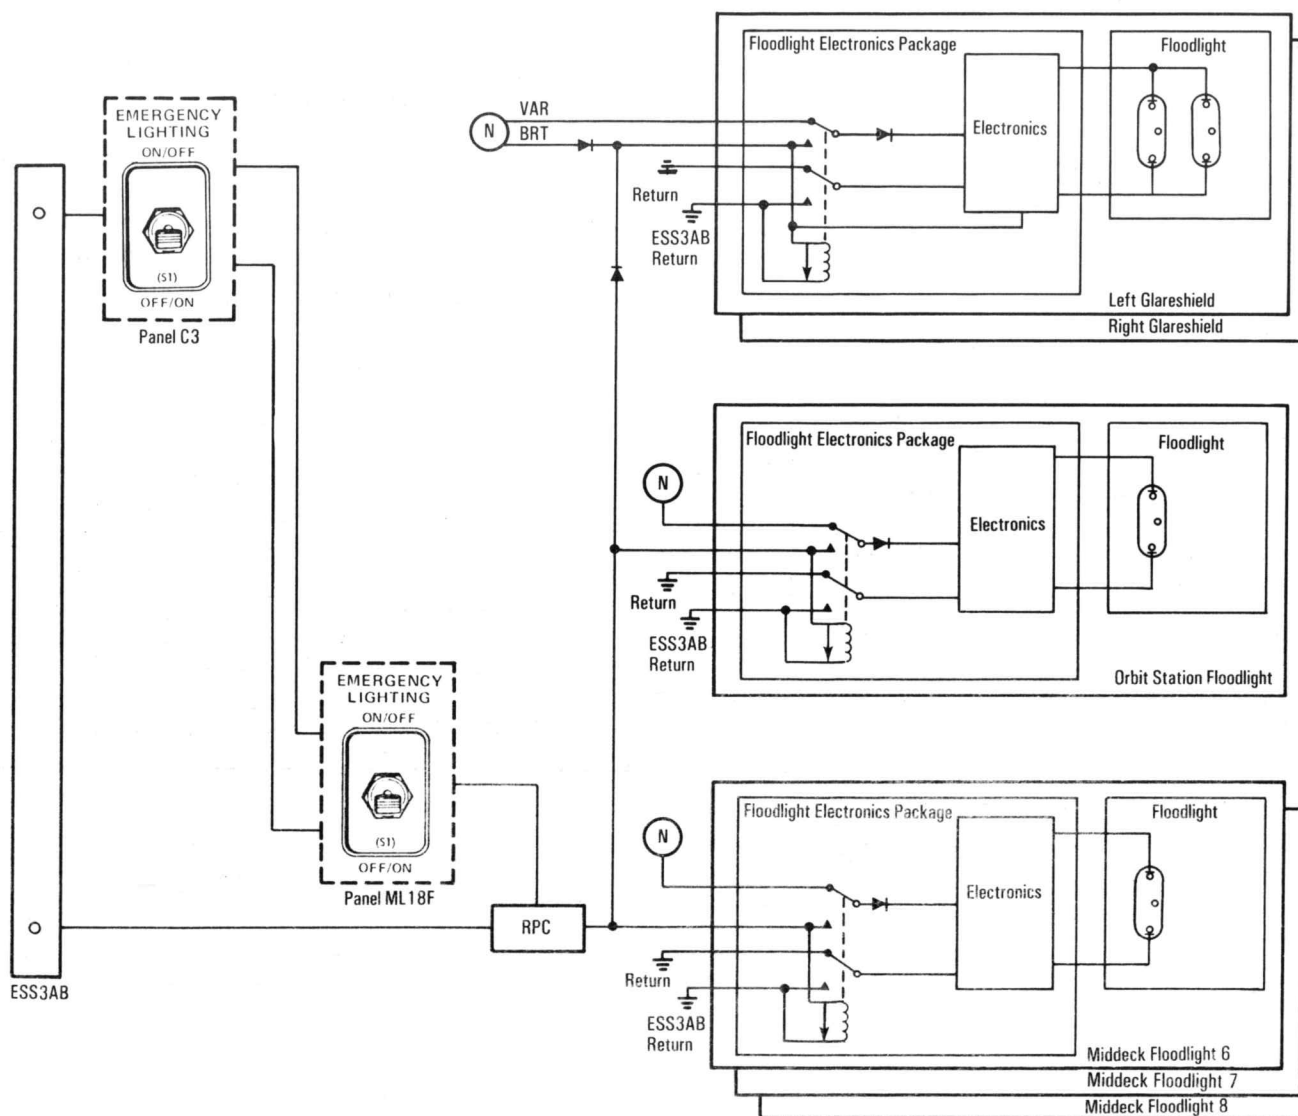 EMERGENCY
LIGHTING
ON/OFF
(S1)
OFF/ON
Panel C3
ESS3AB
EMERGENCY
LIGHTING
ON/OFF
(S1)
OFF/ON
Panel ML18F
RPC
N
VAR
BRT
Return
ESS3AB
Return
Floodlight Electronics Package
Electronics
Floodlight
Left Glareshield
Right Glareshield
N
Return
ESS3AB
Return
Floodlight Electronics Package
Electronics
Floodlight
Orbit Station Floodlight
N
Return
ESS3AB
Return
Floodlight Electronics Package
Electronics
Floodlight
Middeck Floodlight 6
Middeck Floodlight 7
Middeck Floodlight 8